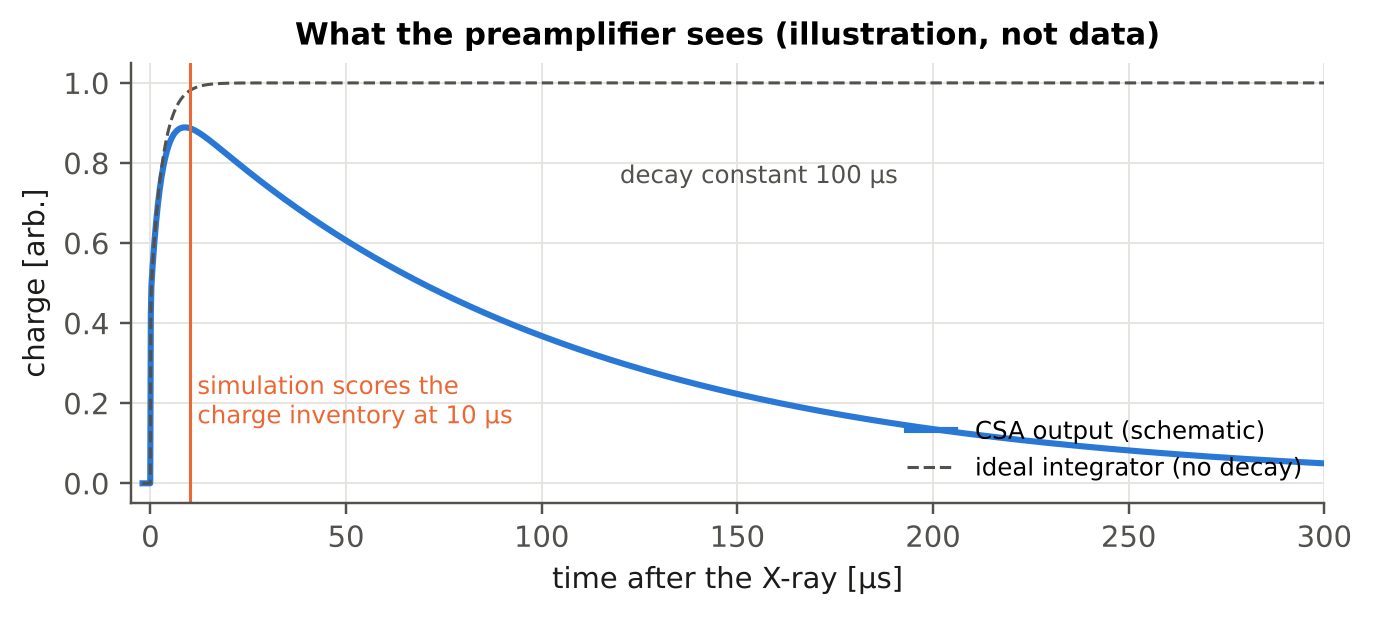 What the preamplifier sees (illustration, not data)
charge [arb.]
1.0
0.8
0.6
0.4
0.2
0.0
decay constant 100 µs
simulation scores the
charge inventory at 10 µs
CSA output (schematic)
ideal integrator (no decay)
0 50 100 150 200 250 300
time after the X-ray [µs]